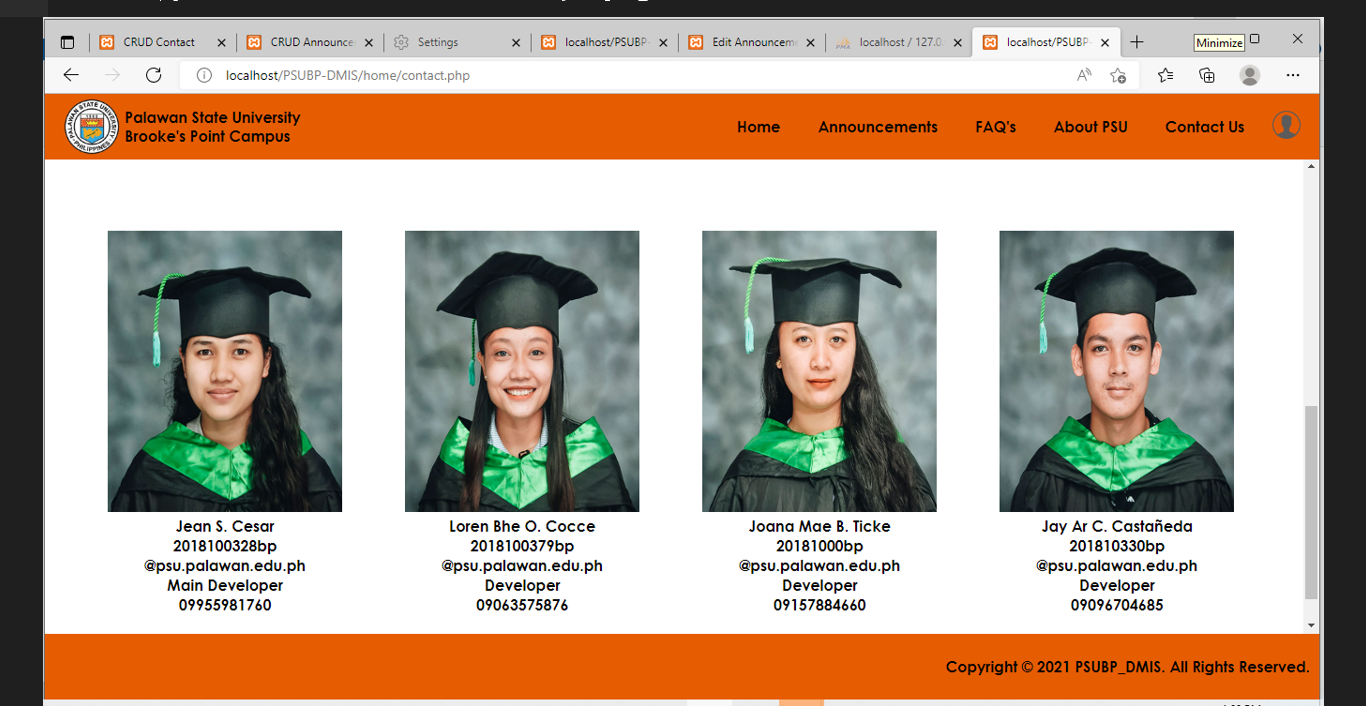 CRUD Contact
CRUD Announce
Settings
localhost/PSUBP-
Edit Announcem
localhost / 127.0
localhost/PSUBP-
Minimize
localhost/PSUBP-DMIS/home/contact.php
PALAWAN STATE UNIVERSITY
PHILIPPINES
Palawan State University
Brooke's Point Campus
Home
Announcements
FAQ's
About PSU
Contact Us
Jean S. Cesar
2018100328bp
@psu.palawan.edu.ph
Main Developer
09955981760
Loren Bhe O. Cocce
2018100379bp
@psu.palawan.edu.ph
Developer
09063575876
Joana Mae B. Ticke
20181000bp
@psu.palawan.edu.ph
Developer
09157884660
Jay Ar C. Castañeda
201810330bp
@psu.palawan.edu.ph
Developer
09096704685
Copyright © 2021 PSUBP_DMIS. All Rights Reserved.